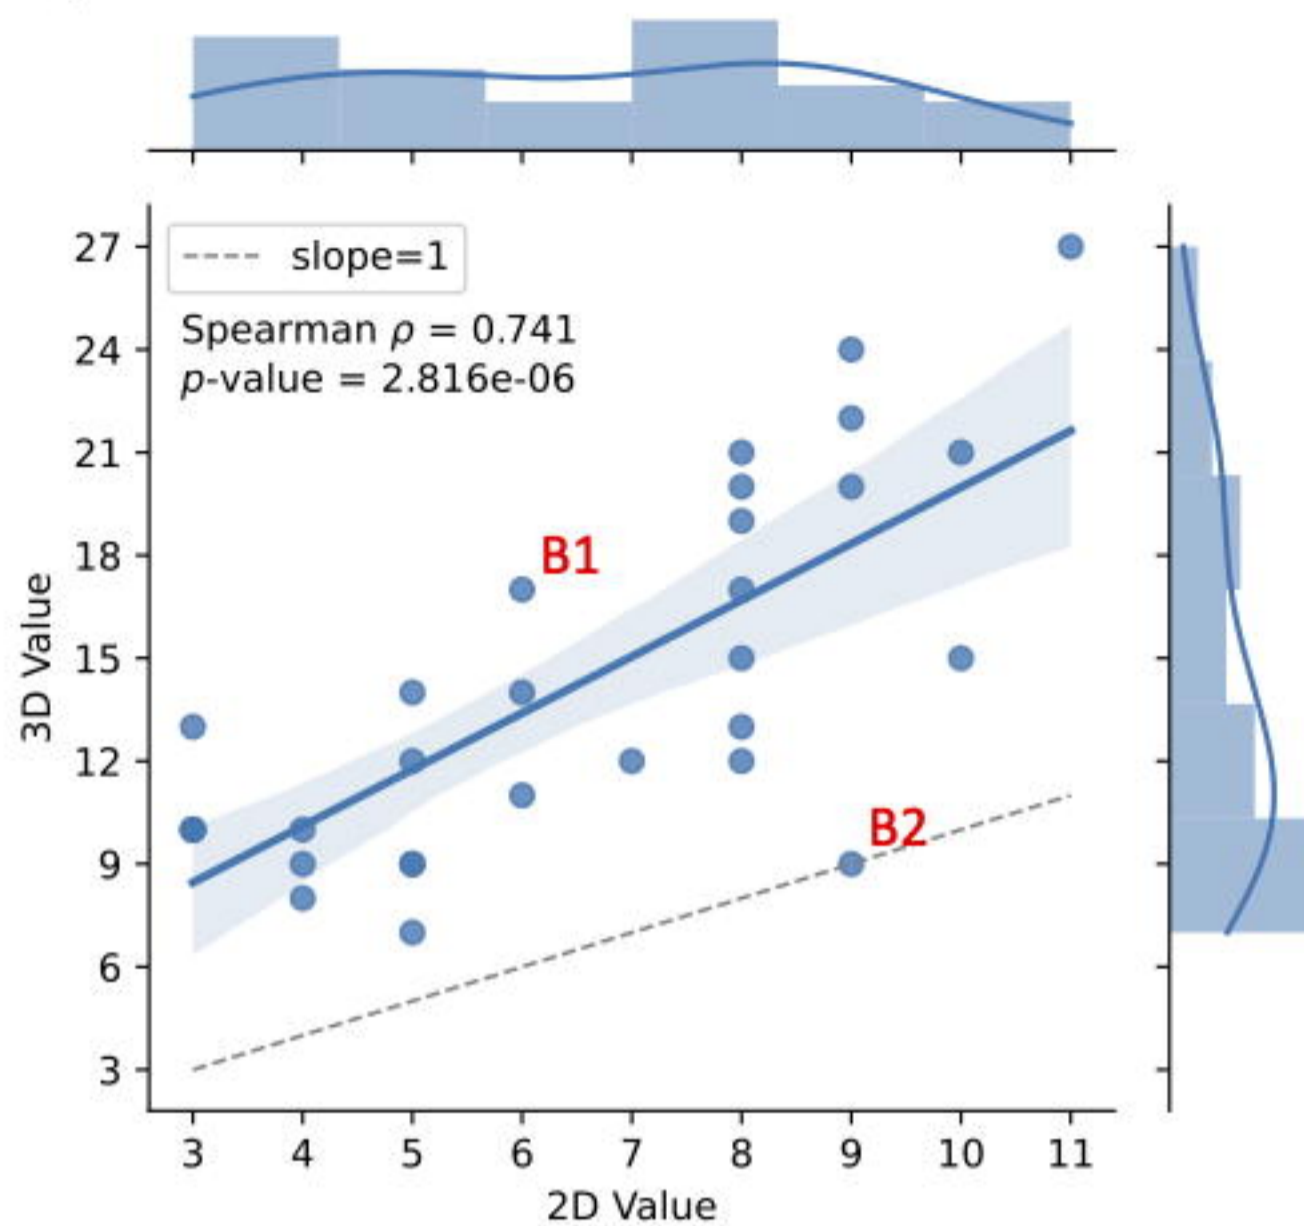 slope=1
Spearman ρ = 0.741
p-value = 2.816e-06
27
24
21
18
15
12
9
6
3
3D Value
B1
B2
3 4 5 6 7 8 9 10 11
2D Value